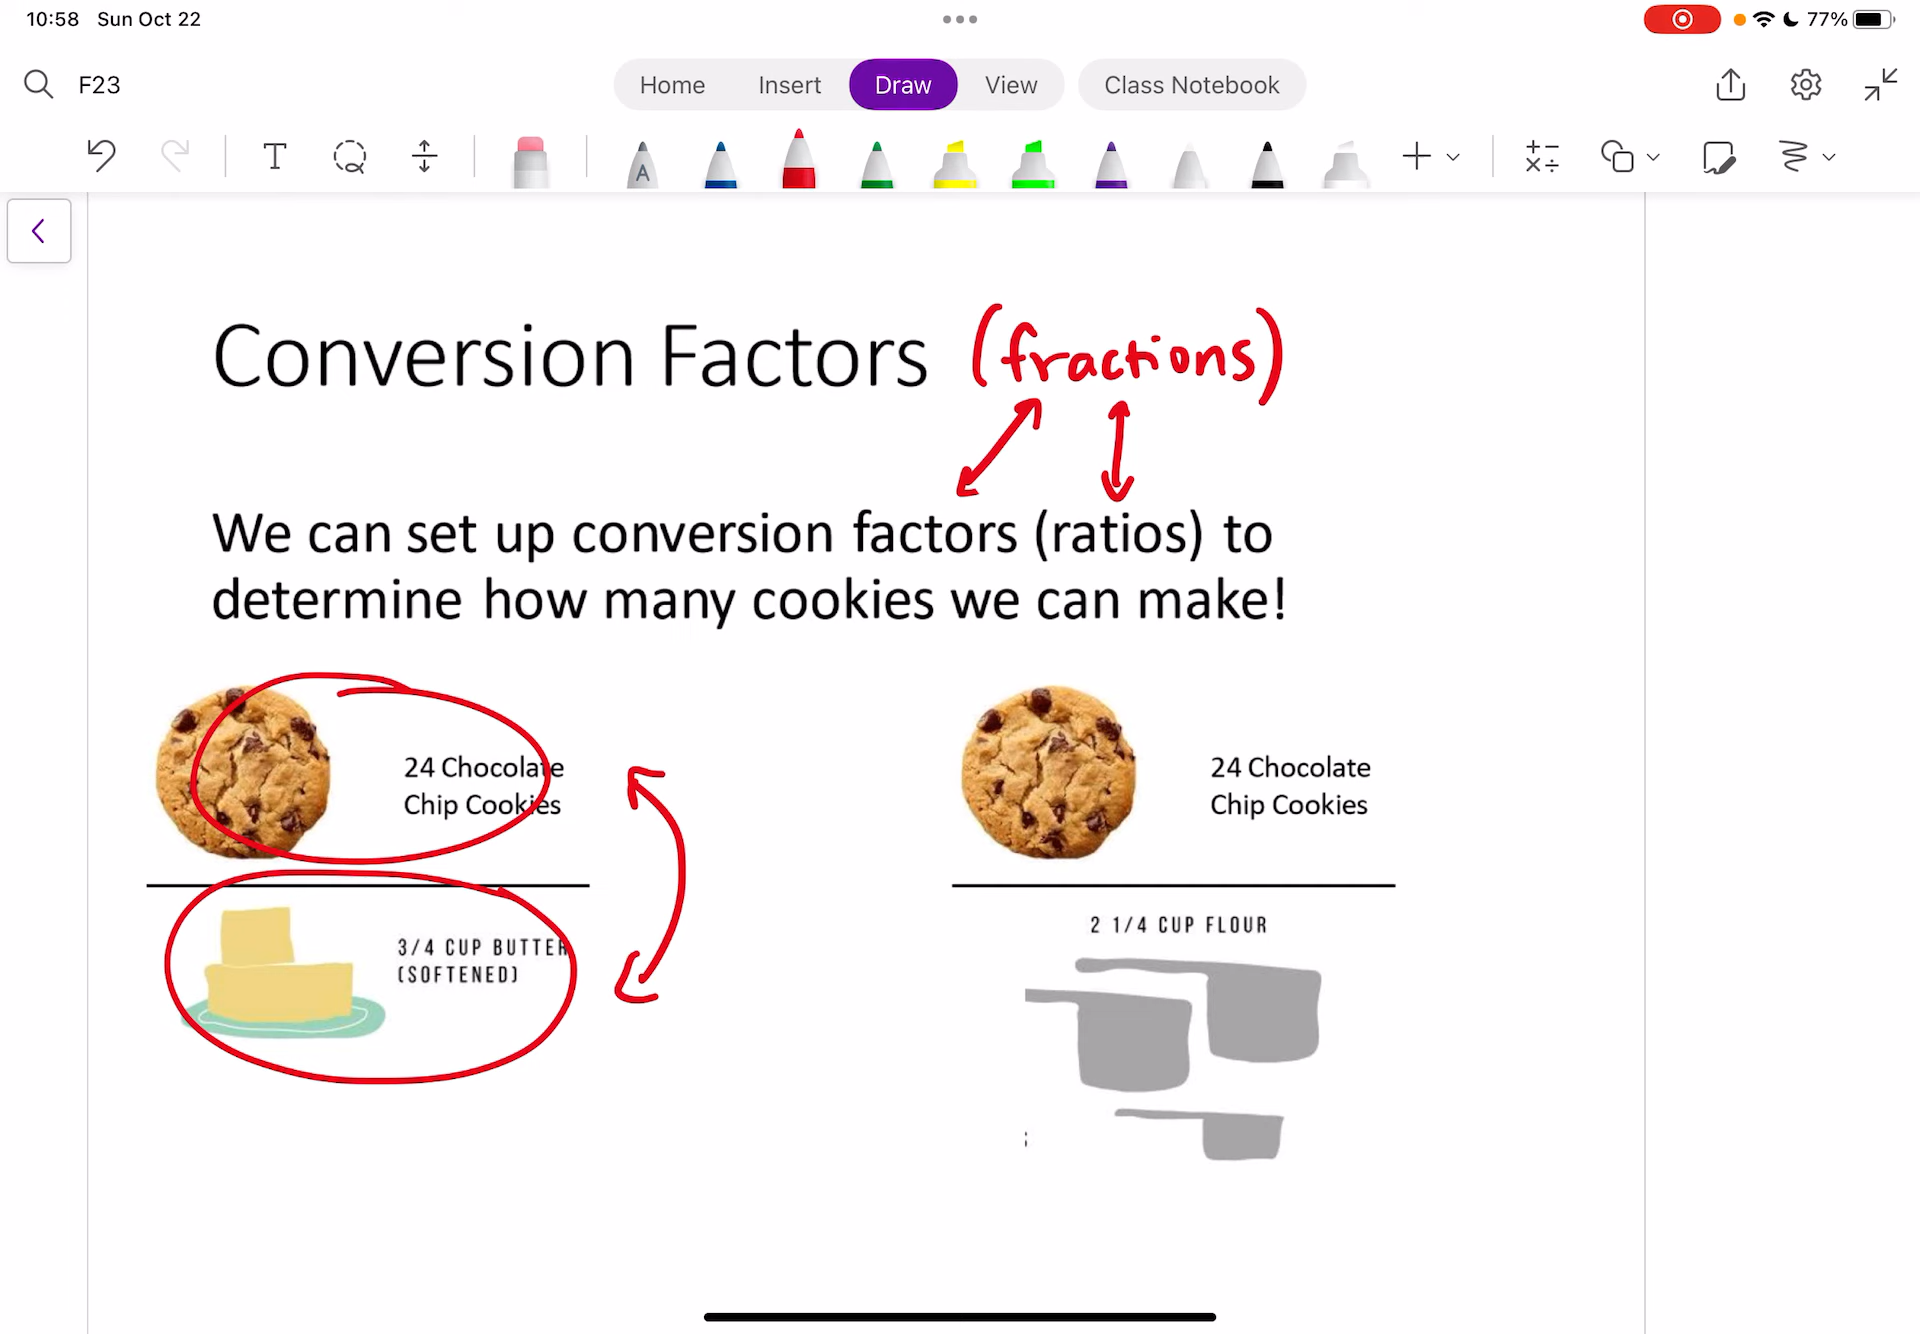 10:58 Sun Oct 22
77%
F23
Home Insert Draw View Class Notebook
T
A
Conversion Factors (fractions)
We can set up conversion factors (ratios) to
determine how many cookies we can make!
24 Chocolate
Chip Cookies
3/4 CUP BUTTER
(SOFTENED)
24 Chocolate
Chip Cookies
2 1/4 CUP FLOUR